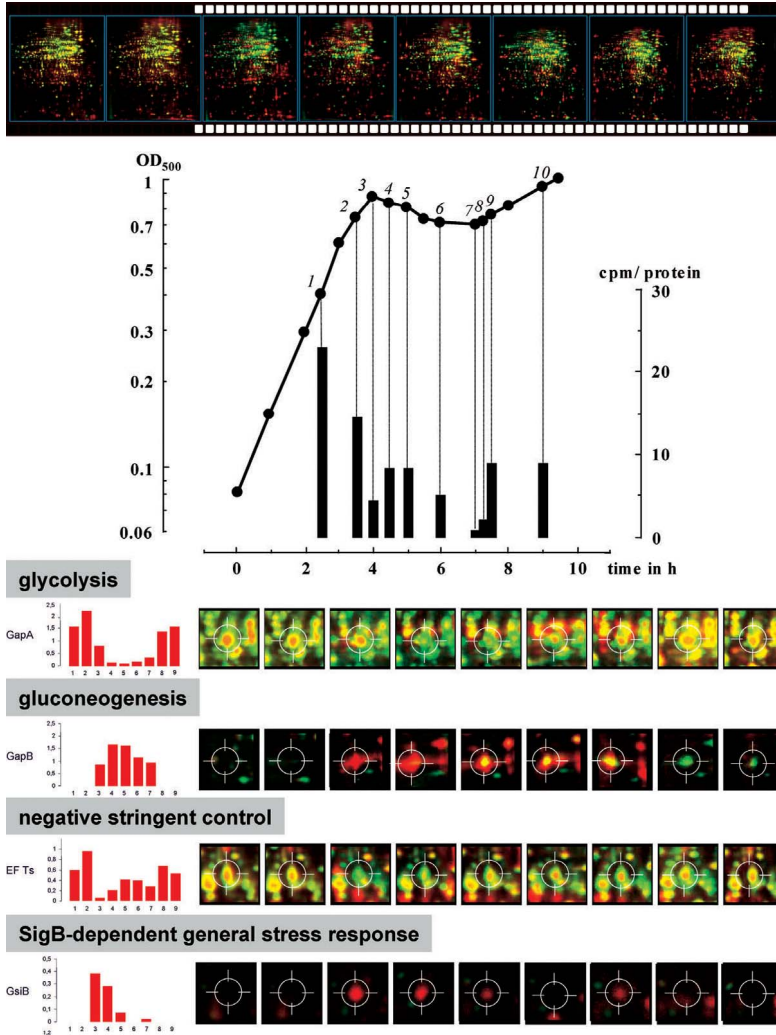 OD500
1
0.7
0.5
0.3
0.2
0.1
0.06
1
2
3
4
5
6
7
8
9
10
cpm/protein
30
20
10
0
0 2 4 6 8 10
time in h
glycolysis
GapA
2,5
2
1,5
1
0,5
0
1 2 3 4 5 6 7 8 9
gluconeogenesis
GapB
2,5
2
1,5
1
0,5
0
1 2 3 4 5 6 7 8 9
negative stringent control
EF Ts
1,2
1
0,8
0,6
0,4
0,2
0
1 2 3 4 5 6 7 8 9
SigB-dependent general stress response
GsiB
0,5
0,4
0,3
0,2
0,1
0
1 2 3 4 5 6 7 8 9
1,2